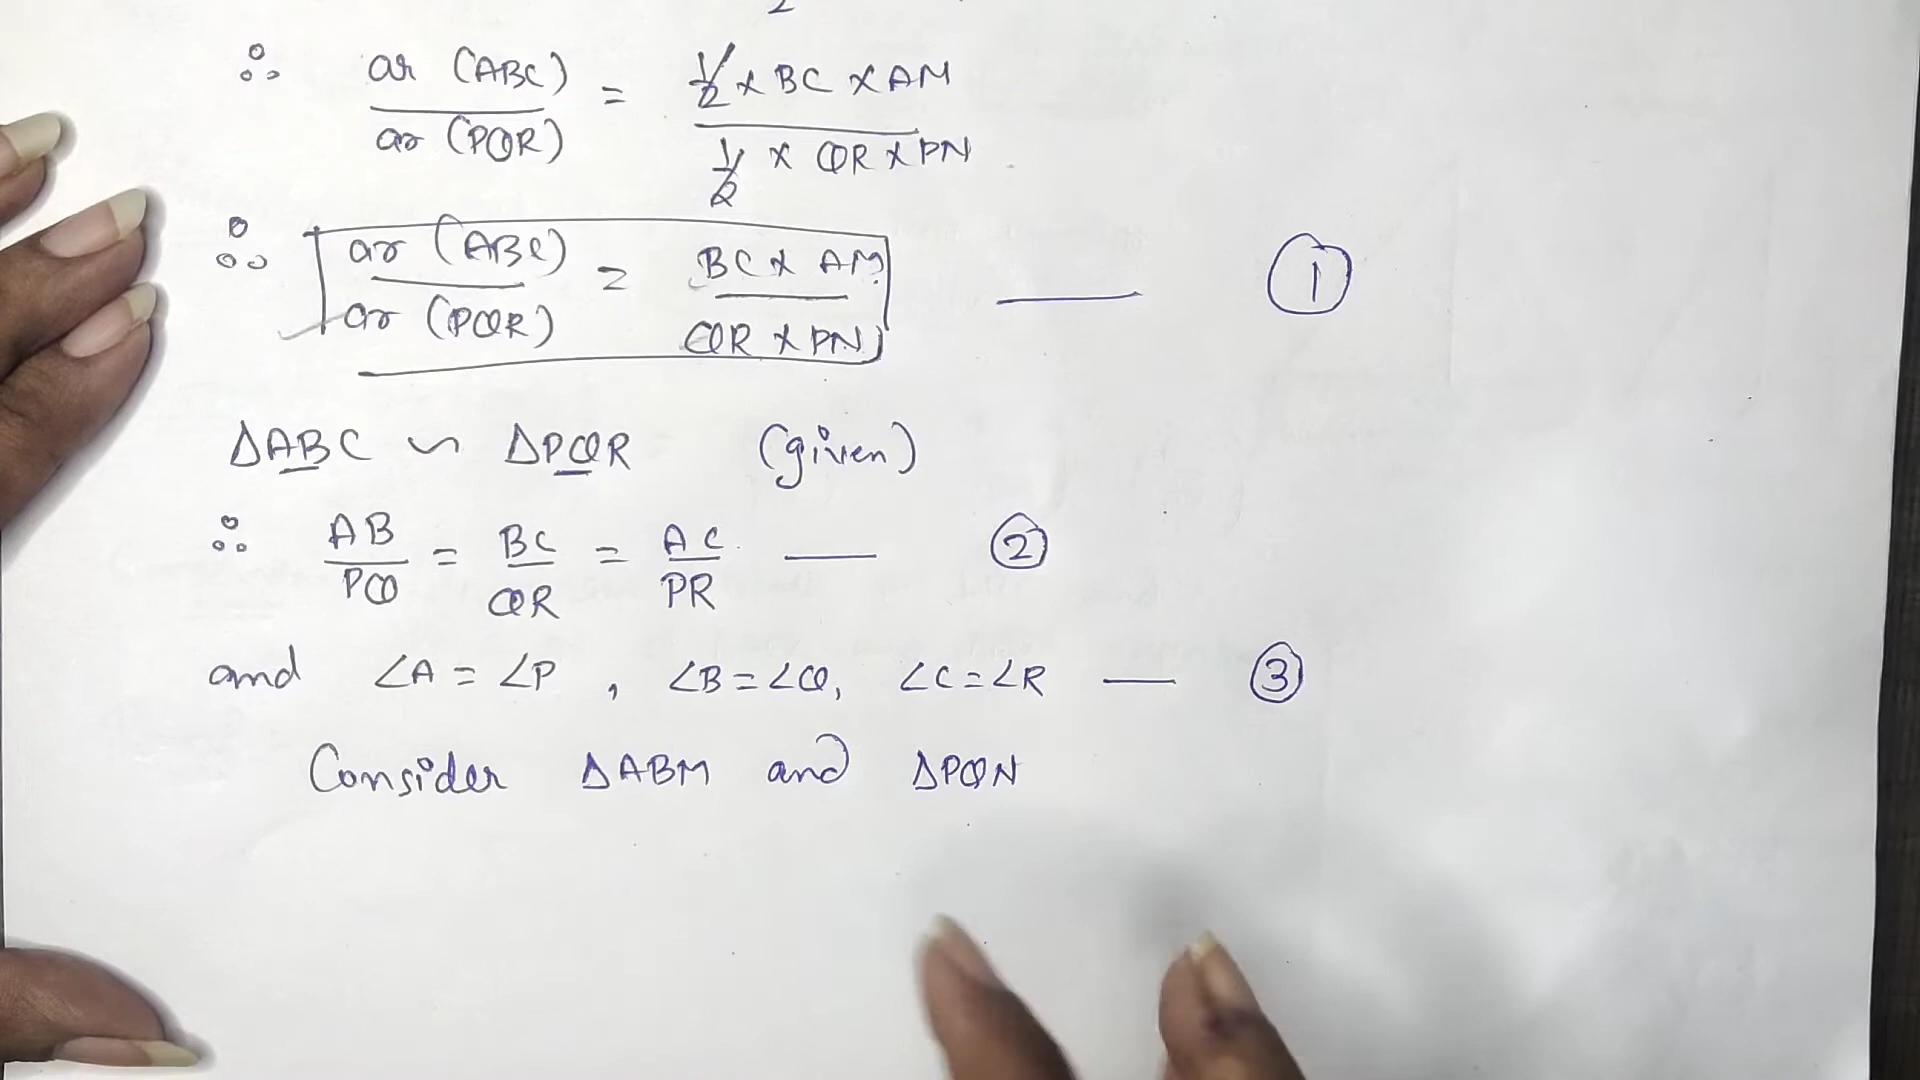 ∴ ar (ABC) / ar (PQR) = 1/2 × BC × AM / 1/2 × QR × PN
∴ ar (ABC) / ar (PQR) = BC × AM / QR × PN — ①
ΔABC ~ ΔPQR (given)
∴ AB/PQ = BC/QR = AC/PR — ②
and ∠A = ∠P, ∠B = ∠Q, ∠C = ∠R — ③
Consider ΔABM and ΔPQN